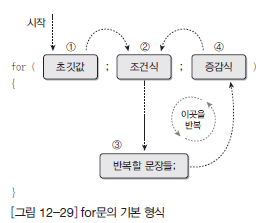 시작
① ② ④
for ( 초깃값 ; 조건식 ; 증감식 )
{
이곳을
반복
③
반복할 문장들;
}
[그림 12-29] for문의 기본 형식